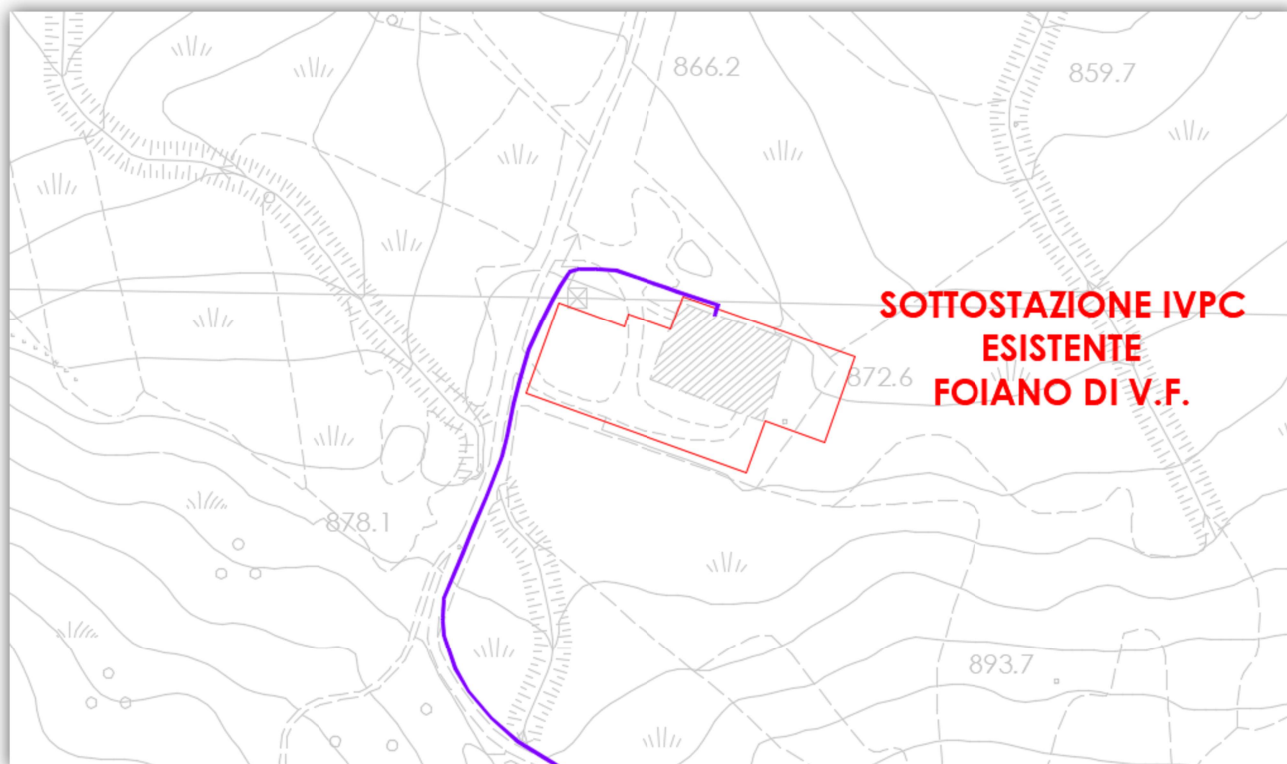 866.2
859.7
SOTTOSTAZIONE IVPC
ESISTENTE
FOIANO DI V.F.
872.6
878.1
893.7